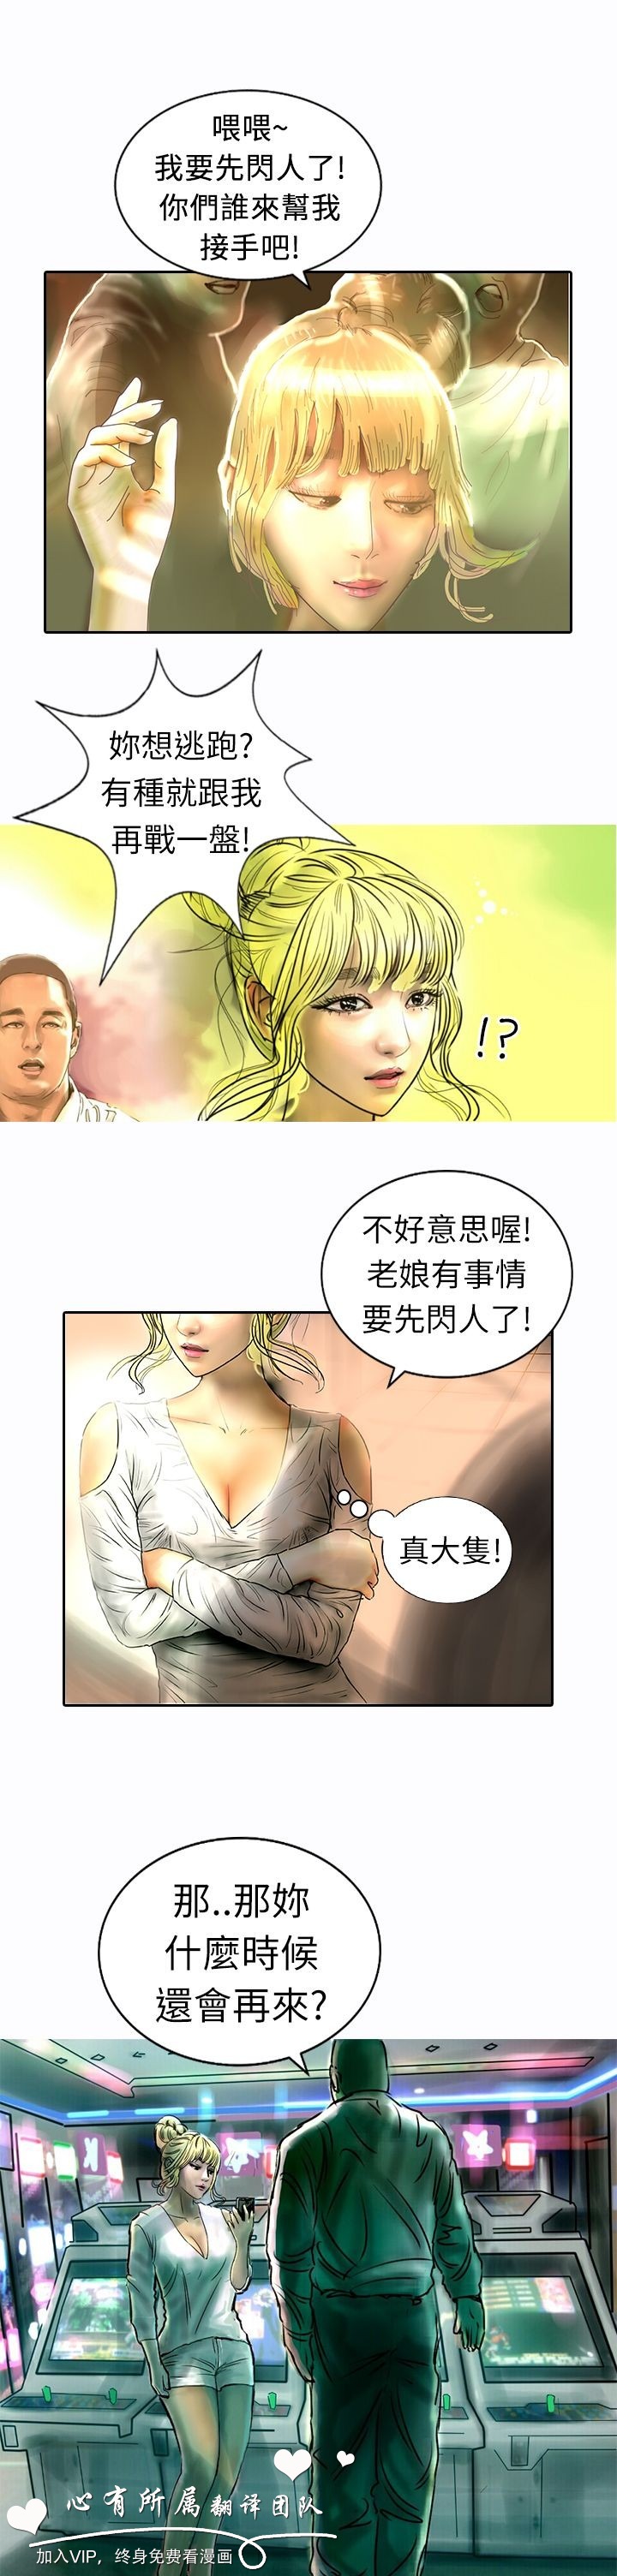 喂喂~
我要先閃人了!
你們誰來幫我
接手吧!
妳想逃跑?
有種就跟我
再戰一盤!
!?
不好意思喔!
老娘有事情
要先閃人了!
真大隻!
那..那妳
什麼時候
還會再來?
心有所属翻译团队
加入VIP，终身免费看漫画